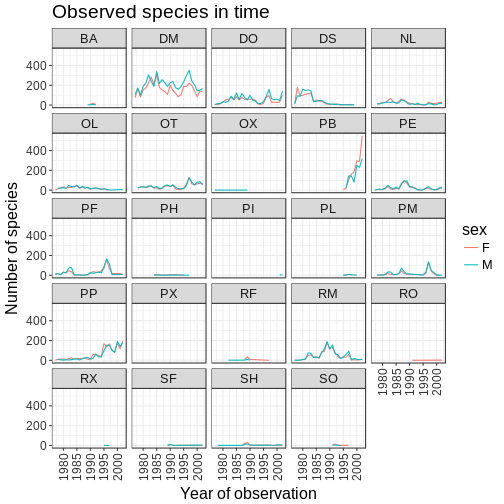 Observed species in time
BA DM DO DS NL
400
200
0
OL OT OX PB PE
400
200
0
PF PH PI PL PM
400
200
0
PP PX RF RM RO
400
200
0
RX SF SH SO
400
200
0
1980 1985 1990 1995 2000
1980 1985 1990 1995 2000
1980 1985 1990 1995 2000
1980 1985 1990 1995 2000
1980 1985 1990 1995 2000
Year of observation
Number of species
sex
F
M